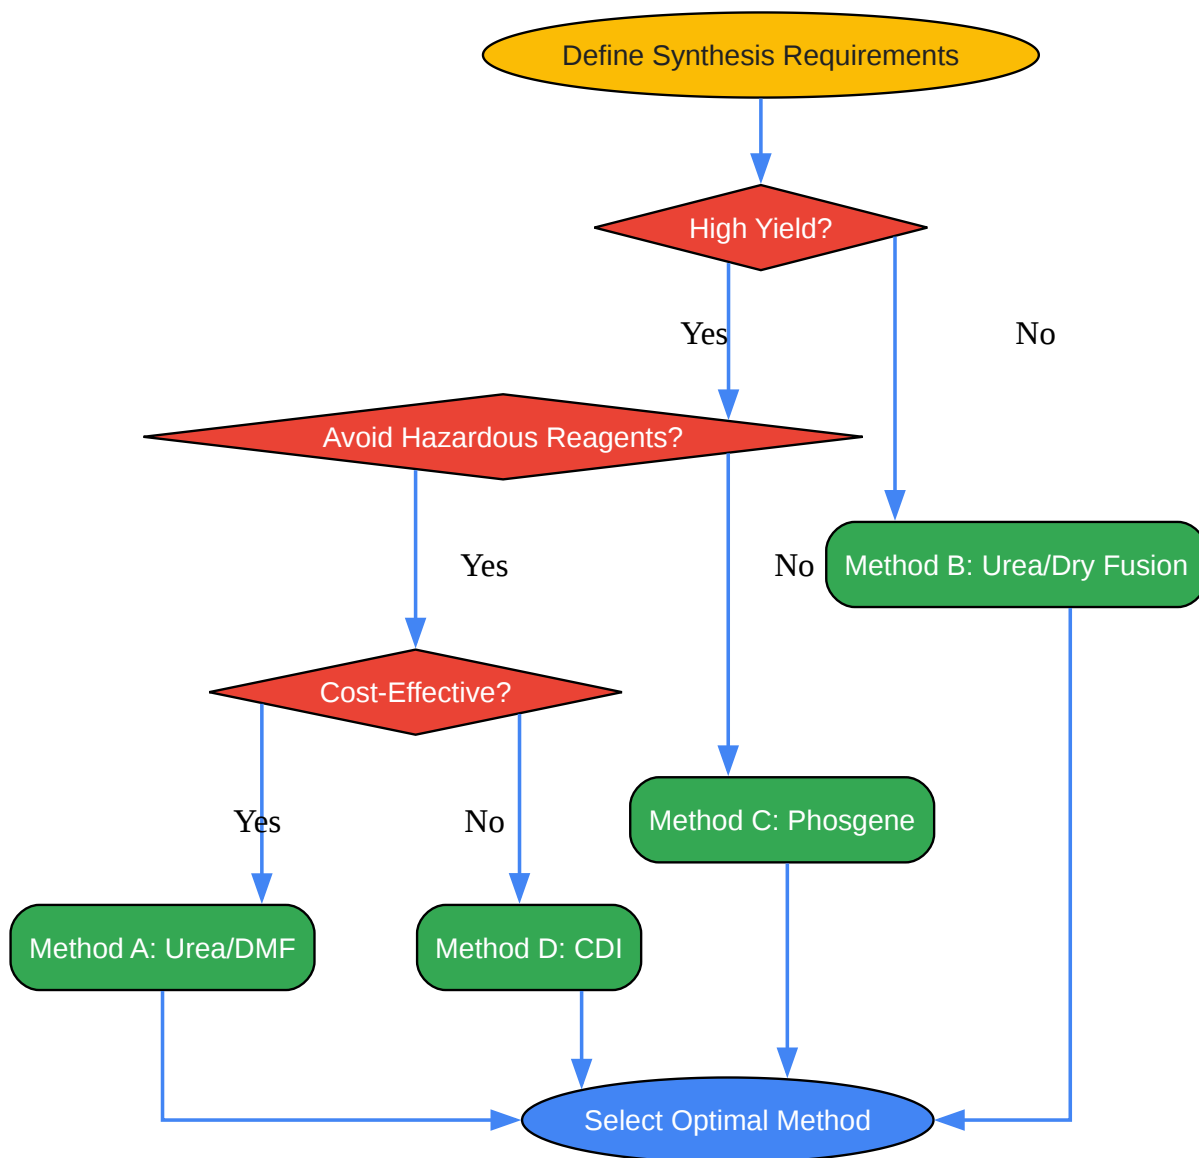 Define Synthesis Requirements
High Yield?
Yes
No
Avoid Hazardous Reagents?
Yes
No
Method B: Urea/Dry Fusion
Cost-Effective?
Yes
No
Method C: Phosgene
Method A: Urea/DMF
Method D: CDI
Select Optimal Method